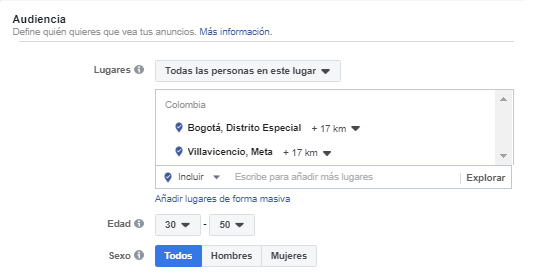 Audiencia
Define quién quieres que vea tus anuncios. Más información.
Lugares Todas las personas en este lugar
Colombia
Bogotá, Distrito Especial + 17 km
Villavicencio, Meta + 17 km
Incluir Escribe para añadir más lugares Explorar
Añadir lugares de forma masiva
Edad 30 - 50
Sexo Todos Hombres Mujeres